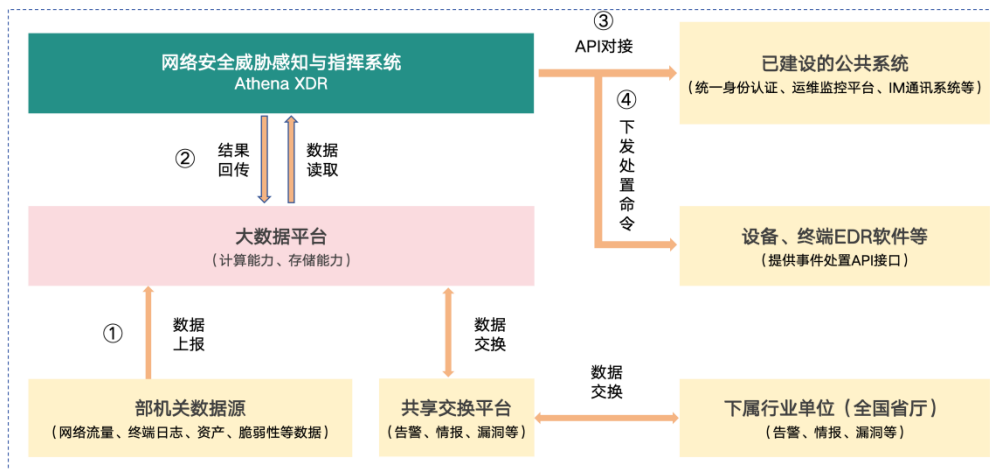 ③
API对接
网络安全威胁感知与指挥系统
Athena XDR
已建设的公共系统
（统一身份认证、运维监控平台、IM通讯系统等）
④
下
发
处
置
命
令
②
结果
回传
数据
读取
大数据平台
（计算能力、存储能力）
设备、终端EDR软件等
（提供事件处置API接口）
①
数据
上报
数据
交换
数据
交换
部机关数据源
（网络流量、终端日志、资产、脆弱性等数据）
共享交换平台
（告警、情报、漏洞等）
下属行业单位（全国省厅）
（告警、情报、漏洞等）